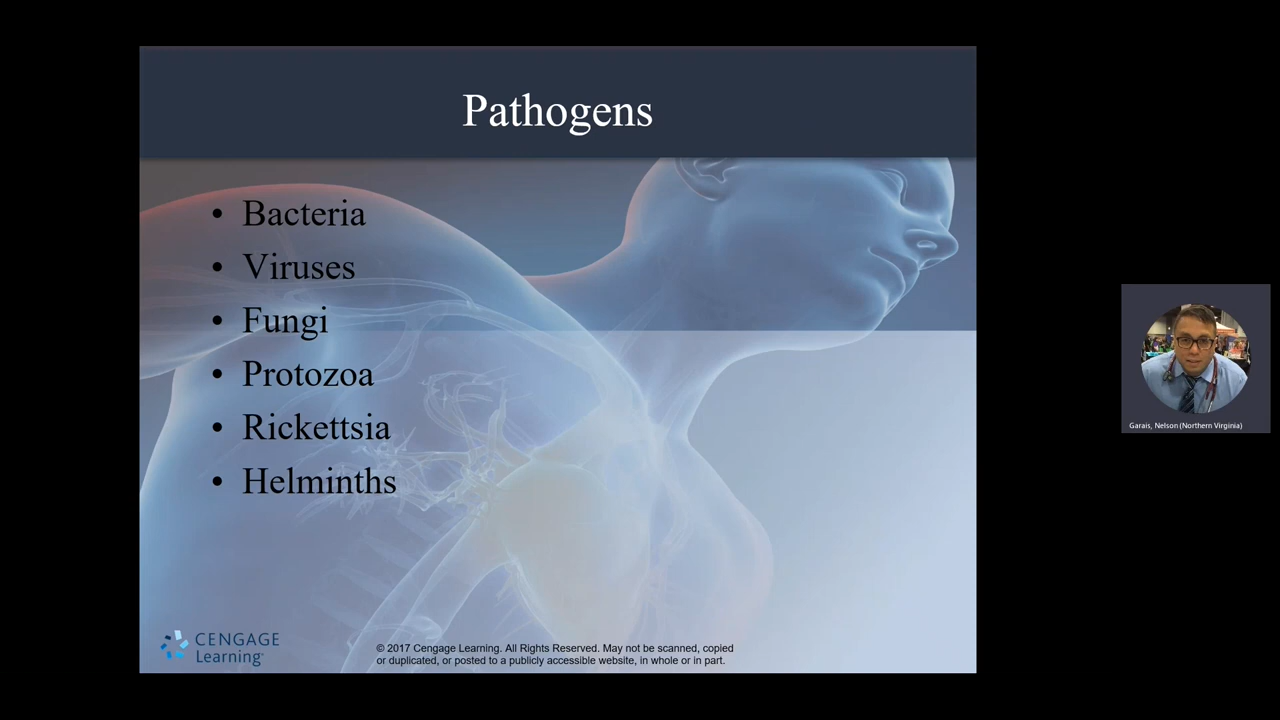 Pathogens
• Bacteria
• Viruses
• Fungi
• Protozoa
• Rickettsia
• Helminths
CENGAGE
Learning
© 2017 Cengage Learning. All Rights Reserved. May not be scanned, copied
or duplicated, or posted to a publicly accessible website, in whole or in part.
Garais, Nelson (Northern Virginia)